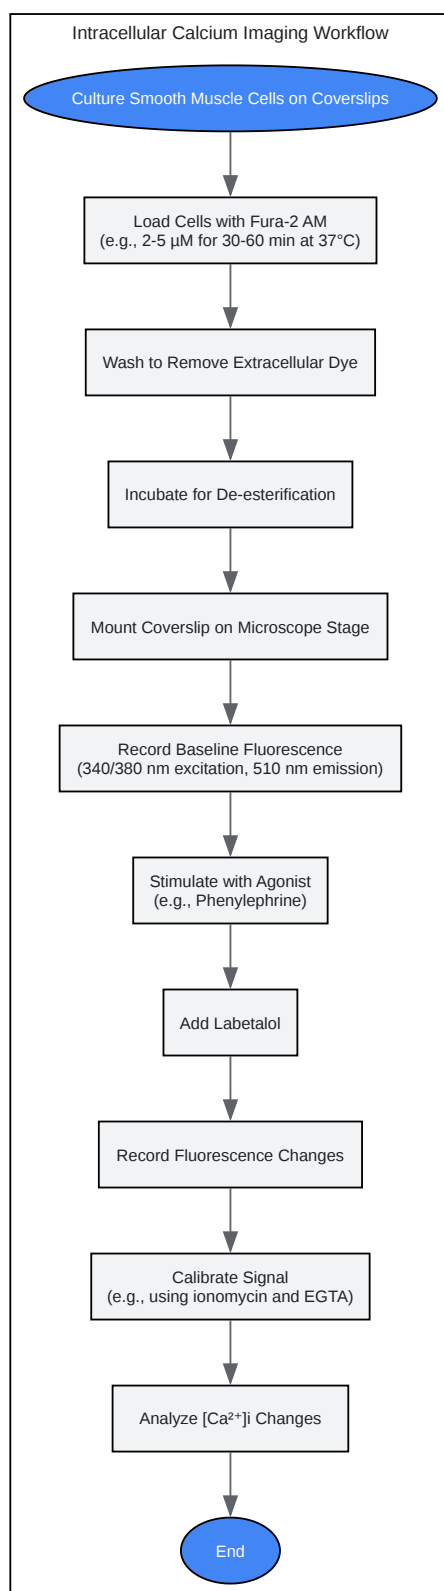 Intracellular Calcium Imaging Workflow
Culture Smooth Muscle Cells on Coverslips
Load Cells with Fura-2 AM
(e.g., 2-5 µM for 30-60 min at 37°C)
Wash to Remove Extracellular Dye
Incubate for De-esterification
Mount Coverslip on Microscope Stage
Record Baseline Fluorescence
(340/380 nm excitation, 510 nm emission)
Stimulate with Agonist
(e.g., Phenylephrine)
Add Labetalol
Record Fluorescence Changes
Calibrate Signal
(e.g., using ionomycin and EGTA)
Analyze [Ca²⁺]i Changes
End